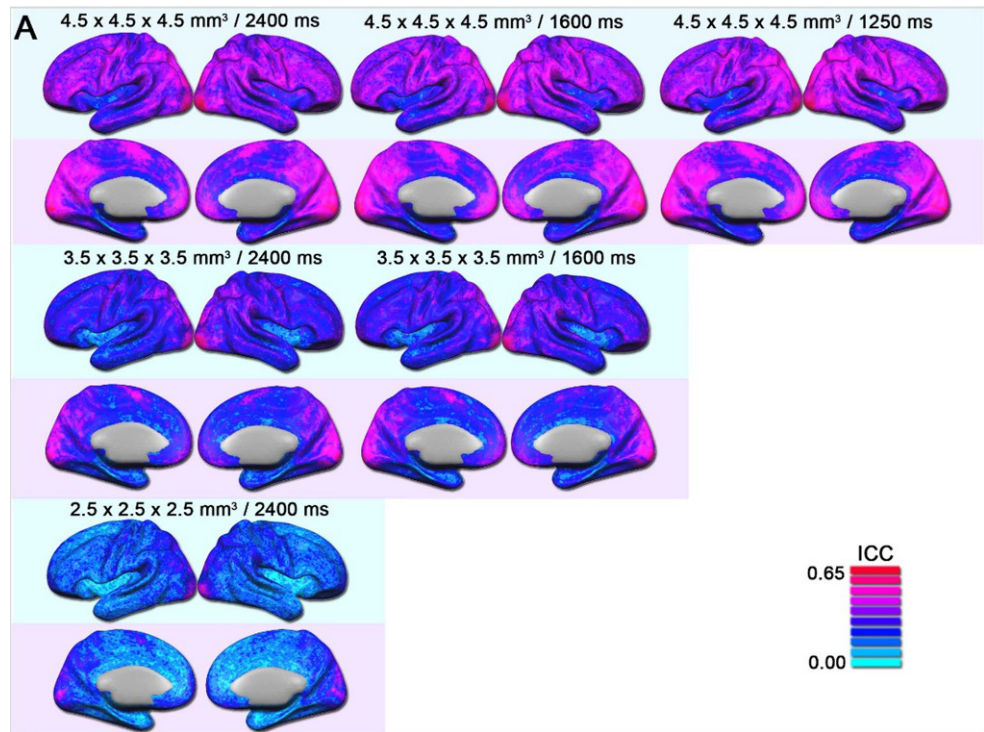 A
4.5 x 4.5 x 4.5 mm³ / 2400 ms
4.5 x 4.5 x 4.5 mm³ / 1600 ms
4.5 x 4.5 x 4.5 mm³ / 1250 ms
3.5 x 3.5 x 3.5 mm³ / 2400 ms
3.5 x 3.5 x 3.5 mm³ / 1600 ms
2.5 x 2.5 x 2.5 mm³ / 2400 ms
ICC
0.65
0.00